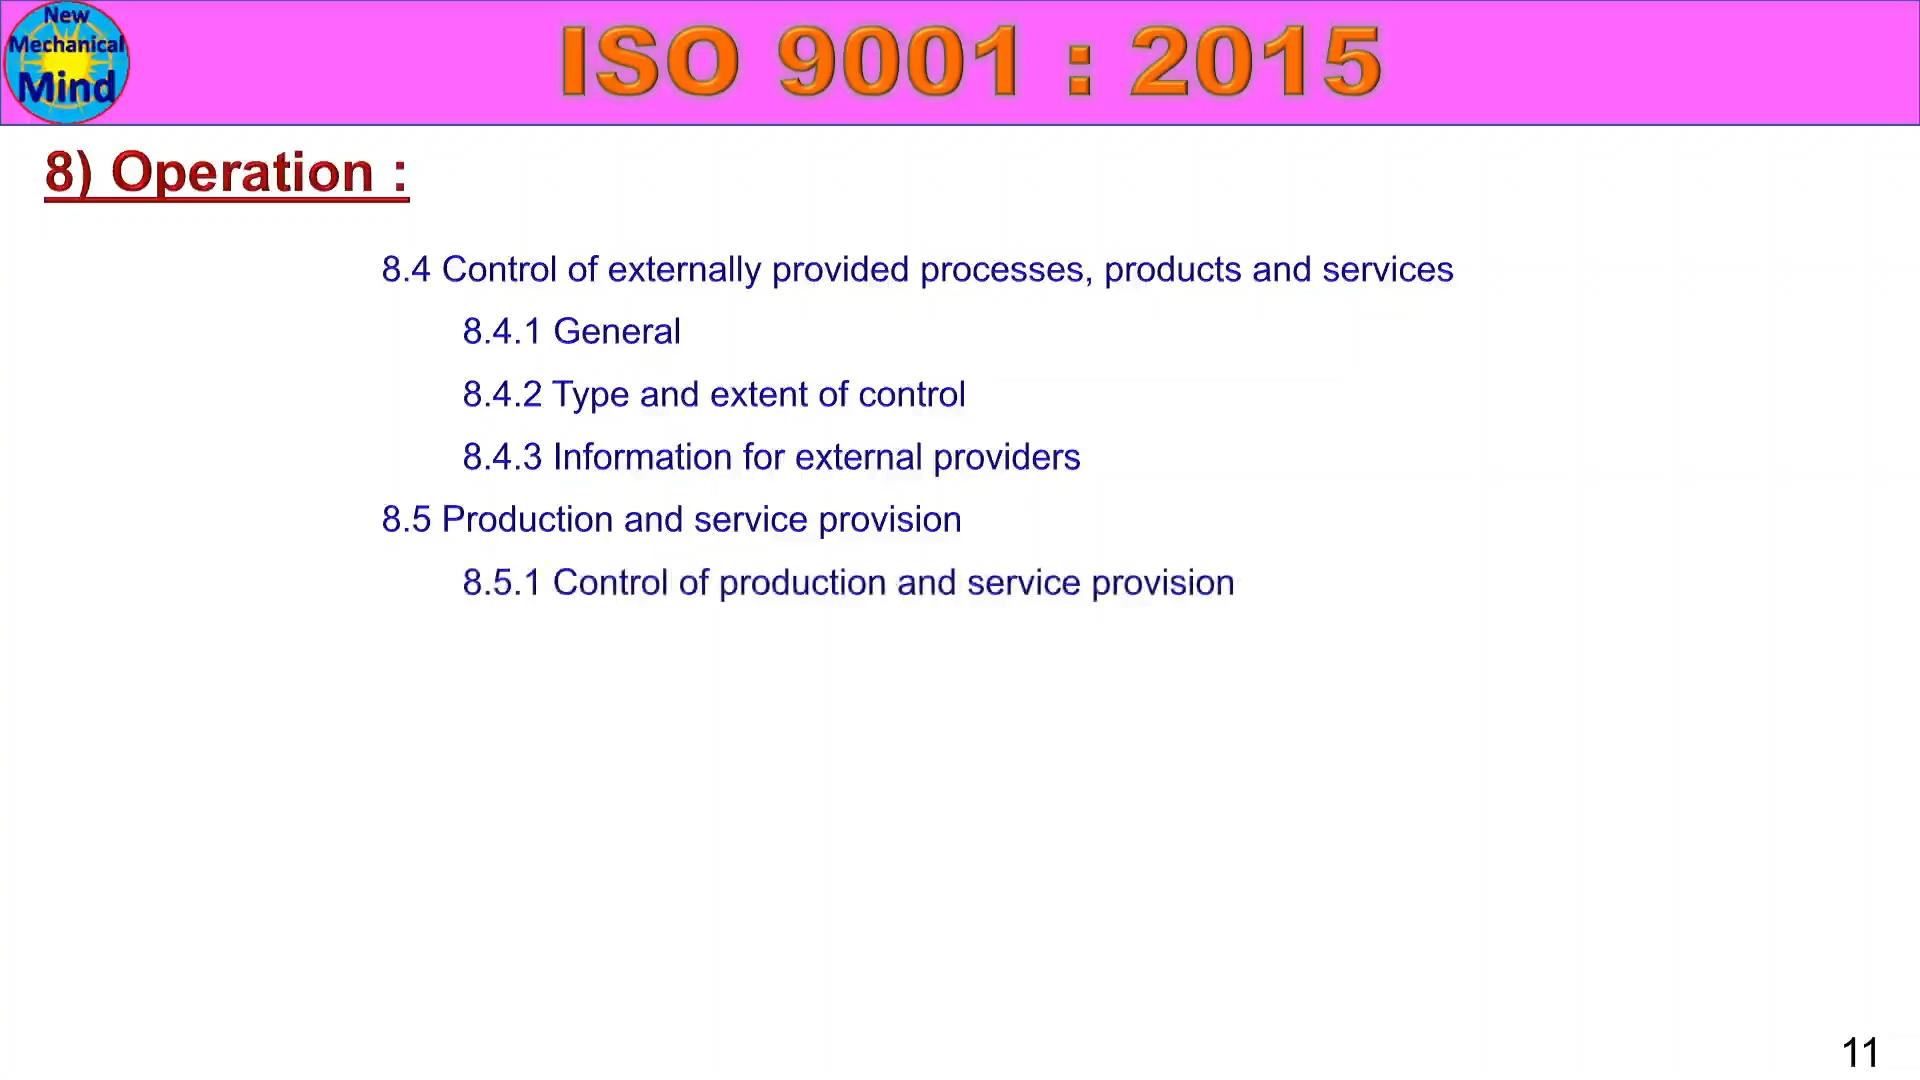 New
Mechanical
Mind
ISO 9001 : 2015
8) Operation :
8.4 Control of externally provided processes, products and services
8.4.1 General
8.4.2 Type and extent of control
8.4.3 Information for external providers
8.5 Production and service provision
8.5.1 Control of production and service provision
11